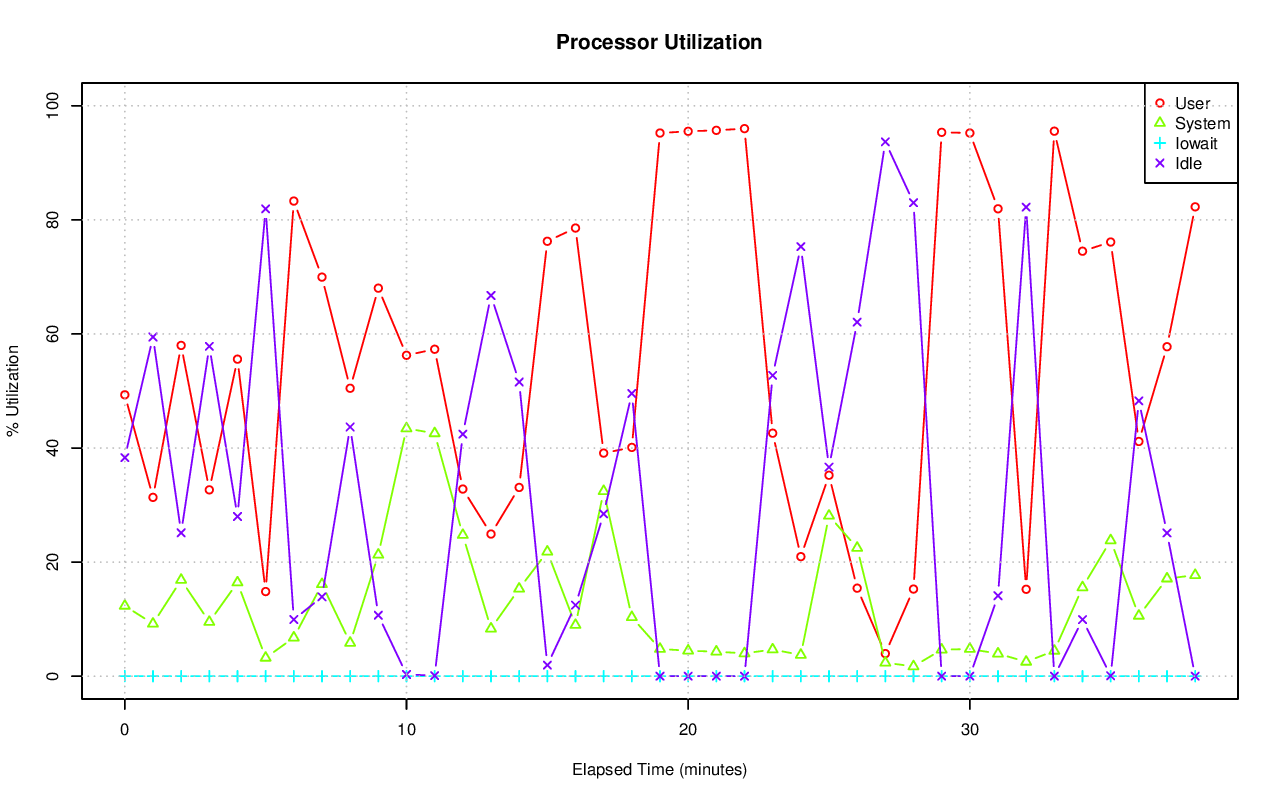 Processor Utilization
% Utilization
100
80
60
40
20
0
User
System
Iowait
Idle
0 10 20 30
Elapsed Time (minutes)